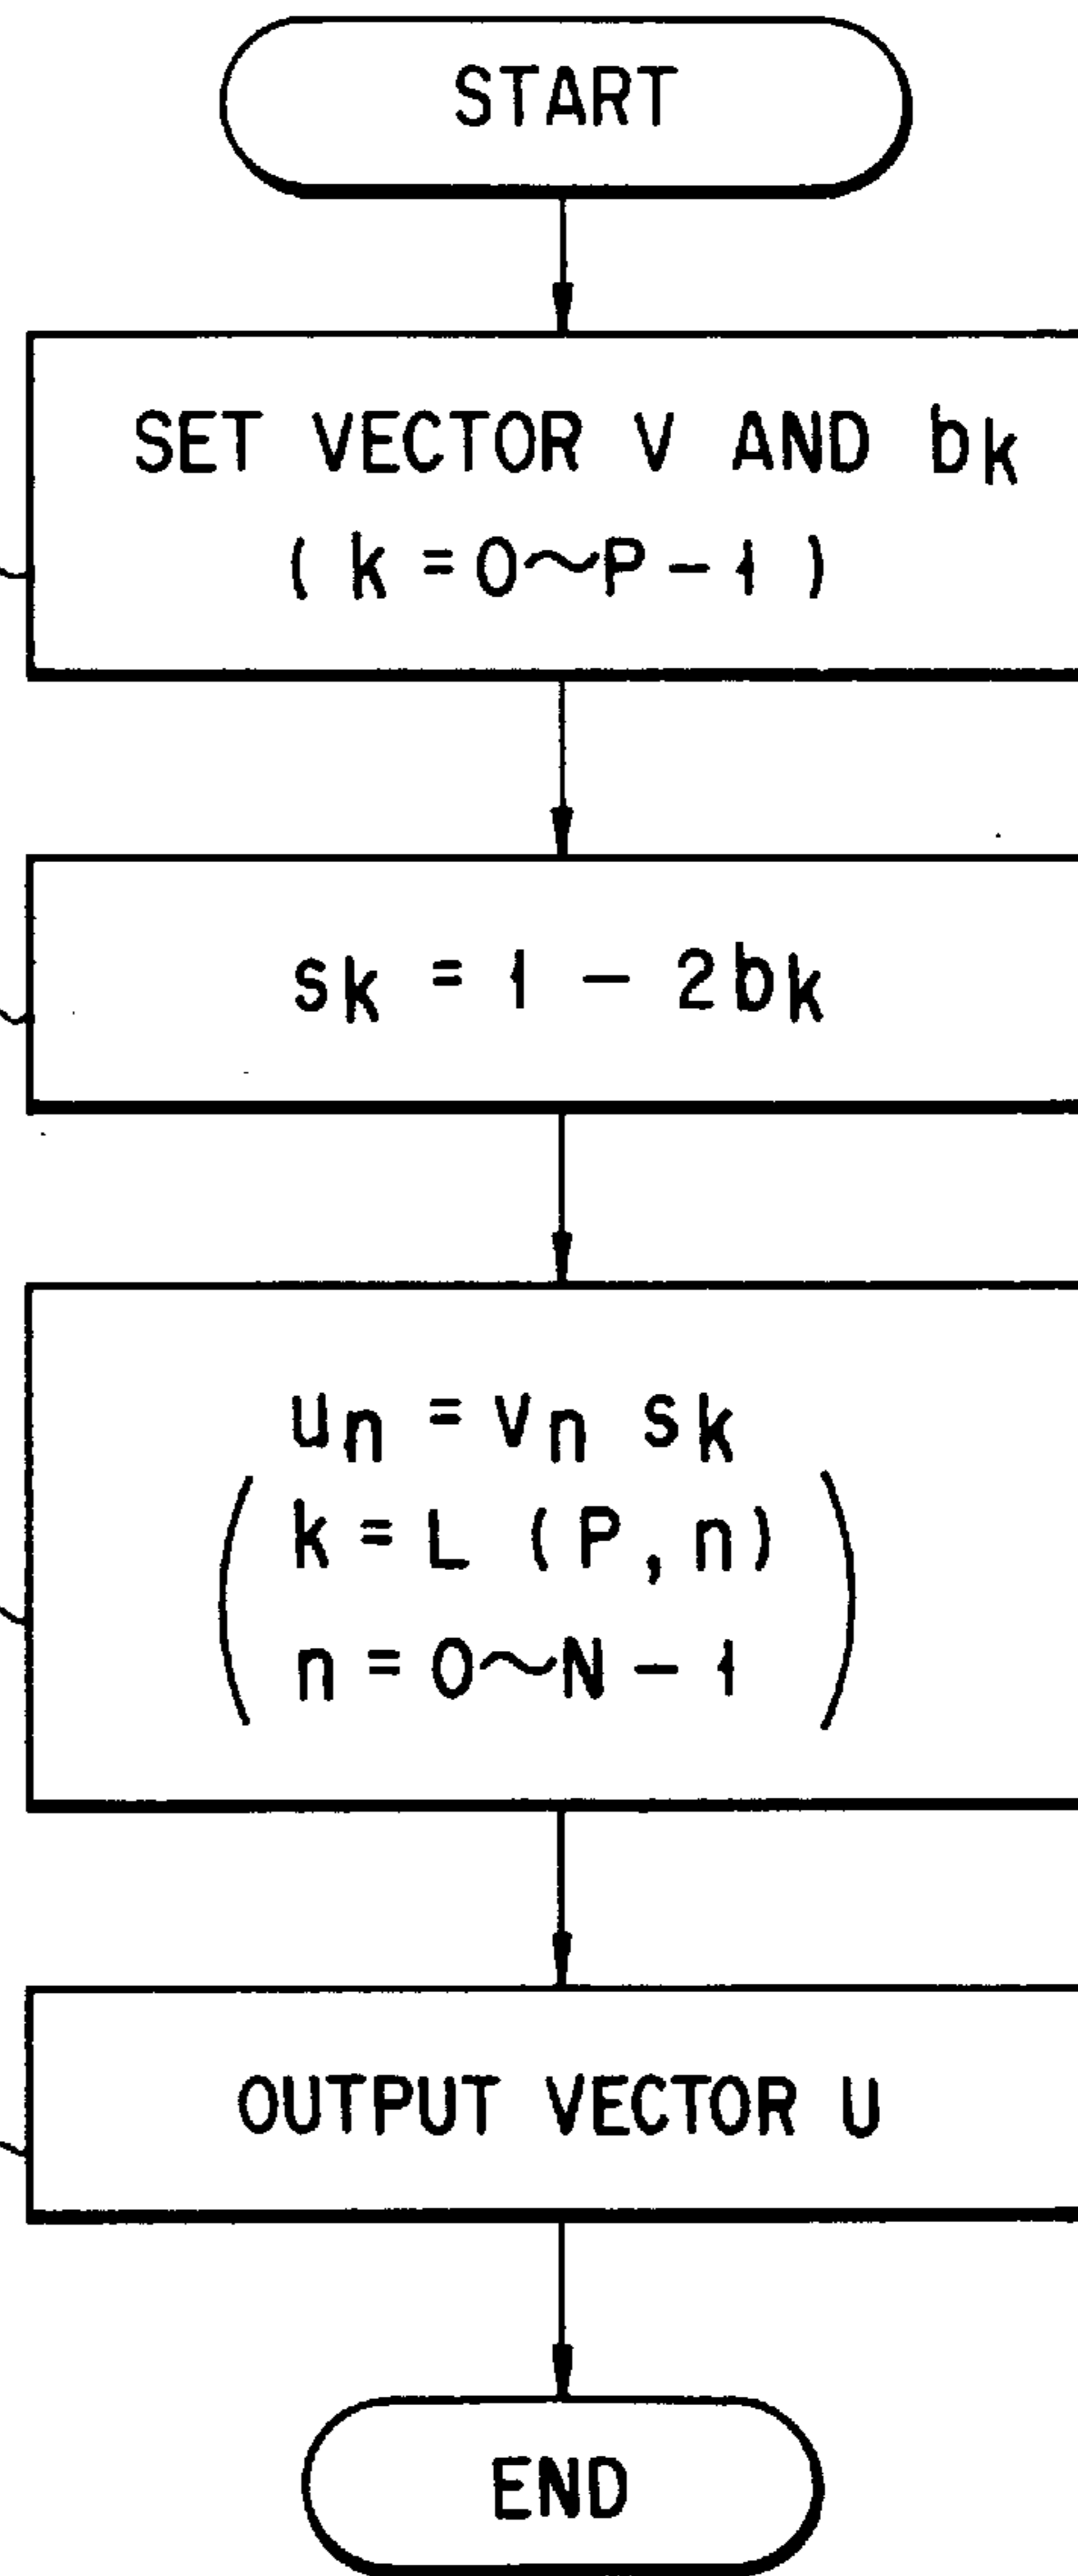 START
SET VECTOR V AND bk
( k = 0～P - 1 )
sk = 1 - 2bk
un = vn sk
k = L ( P , n )
n = 0～N - 1
OUTPUT VECTOR U
END